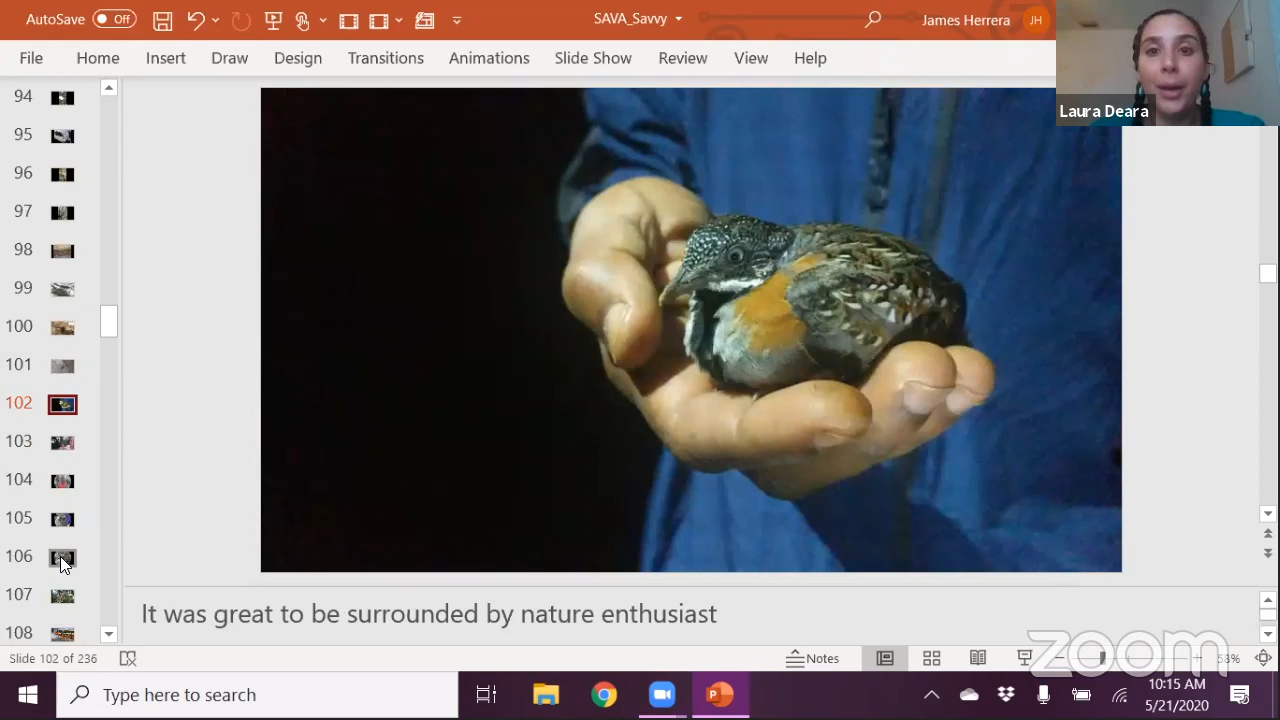 AutoSave Off SAVA_Savvy James Herrera JH
File Home Insert Draw Design Transitions Animations Slide Show Review View Help
Laura Deara
94
95
96
97
98
99
100
101
102
103
104
105
106
107
108
It was great to be surrounded by nature enthusiast
zoom
Slide 102 of 236 Notes 53%
Type here to search
10:15 AM
5/21/2020